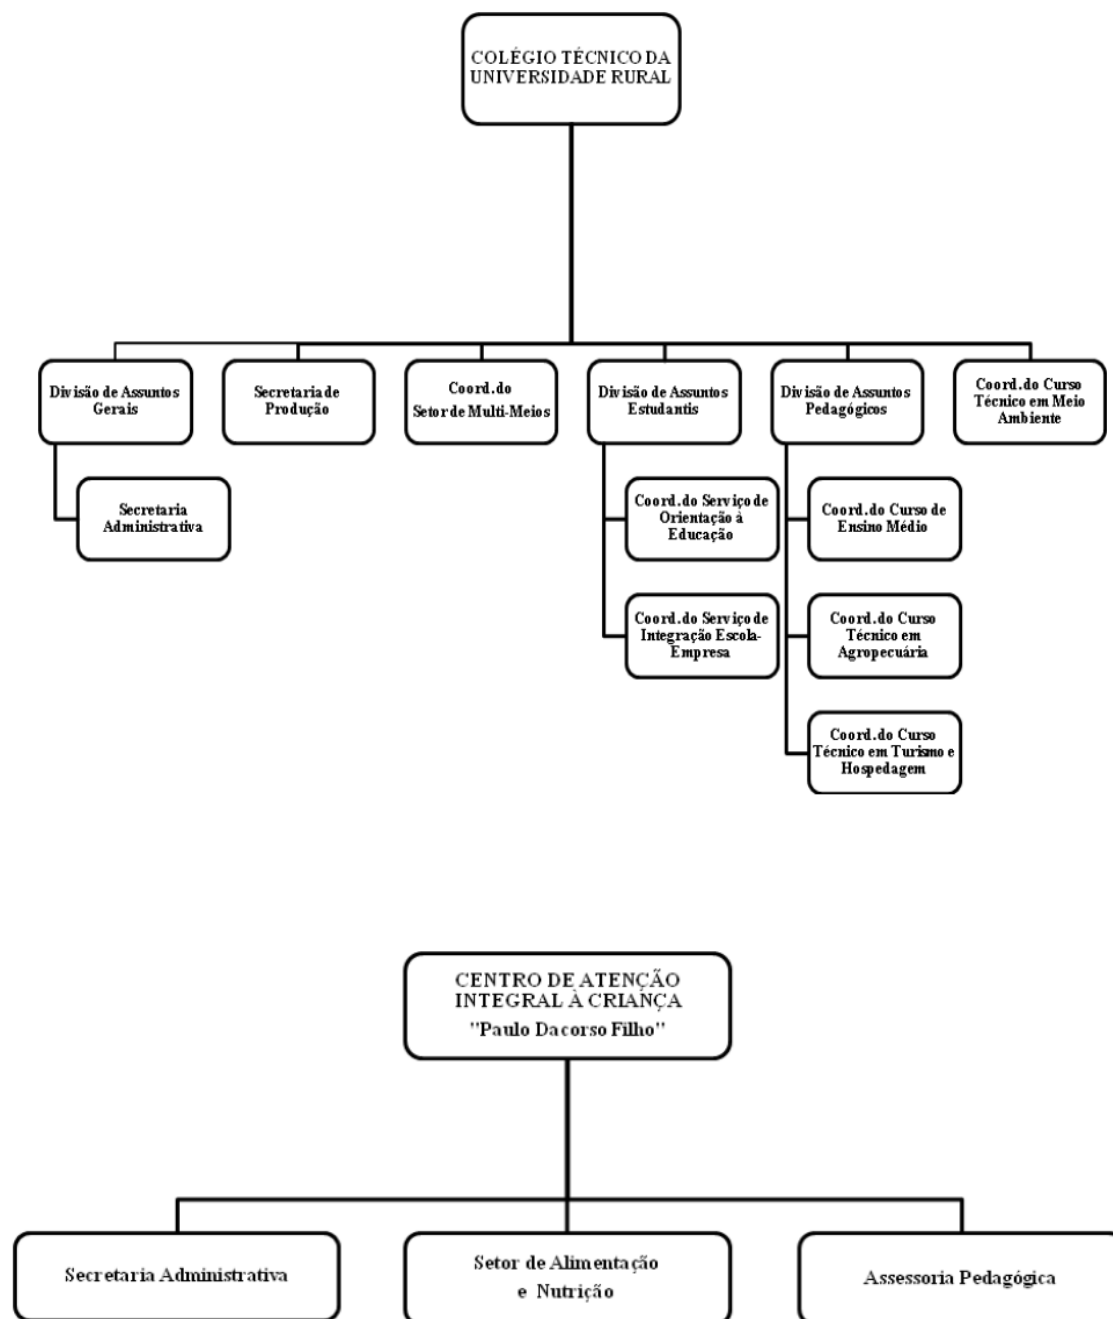 COLÉGIO TÉCNICO DA
UNIVERSIDADE RURAL
Divisão de Assuntos
Gerais
Secretaria de
Produção
Coord.do
Setor de Multi-Meios
Divisão de Assuntos
Estudantis
Divisão de Assuntos
Pedagógicos
Coord.do Curso
Técnico em Meio
Ambiente
Secretaria
Administrativa
Coord.do Serviço de
Orientação à
Educação
Coord.do Curso de
Ensino Médio
Coord.do Serviço de
Integração Escola-
Empresa
Coord.do Curso
Técnico em
Agropecuária
Coord.do Curso
Técnico em Turismo e
Hospedagem
CENTRO DE ATENÇÃO
INTEGRAL À CRIANÇA
"Paulo Dacorso Filho"
Secretaria Administrativa
Setor de Alimentação
e Nutrição
Assessoria Pedagógica